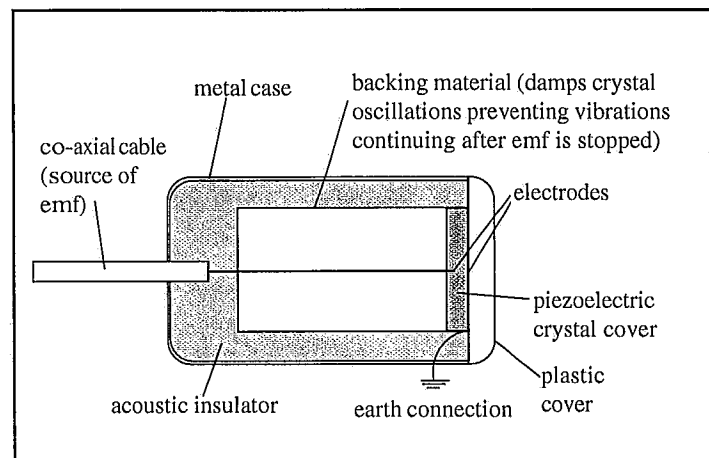 metal case
backing material (damps crystal
oscillations preventing vibrations
continuing after emf is stopped)
co-axial cable
(source of
emf)
electrodes
piezoelectric
crystal cover
plastic
cover
acoustic insulator
earth connection